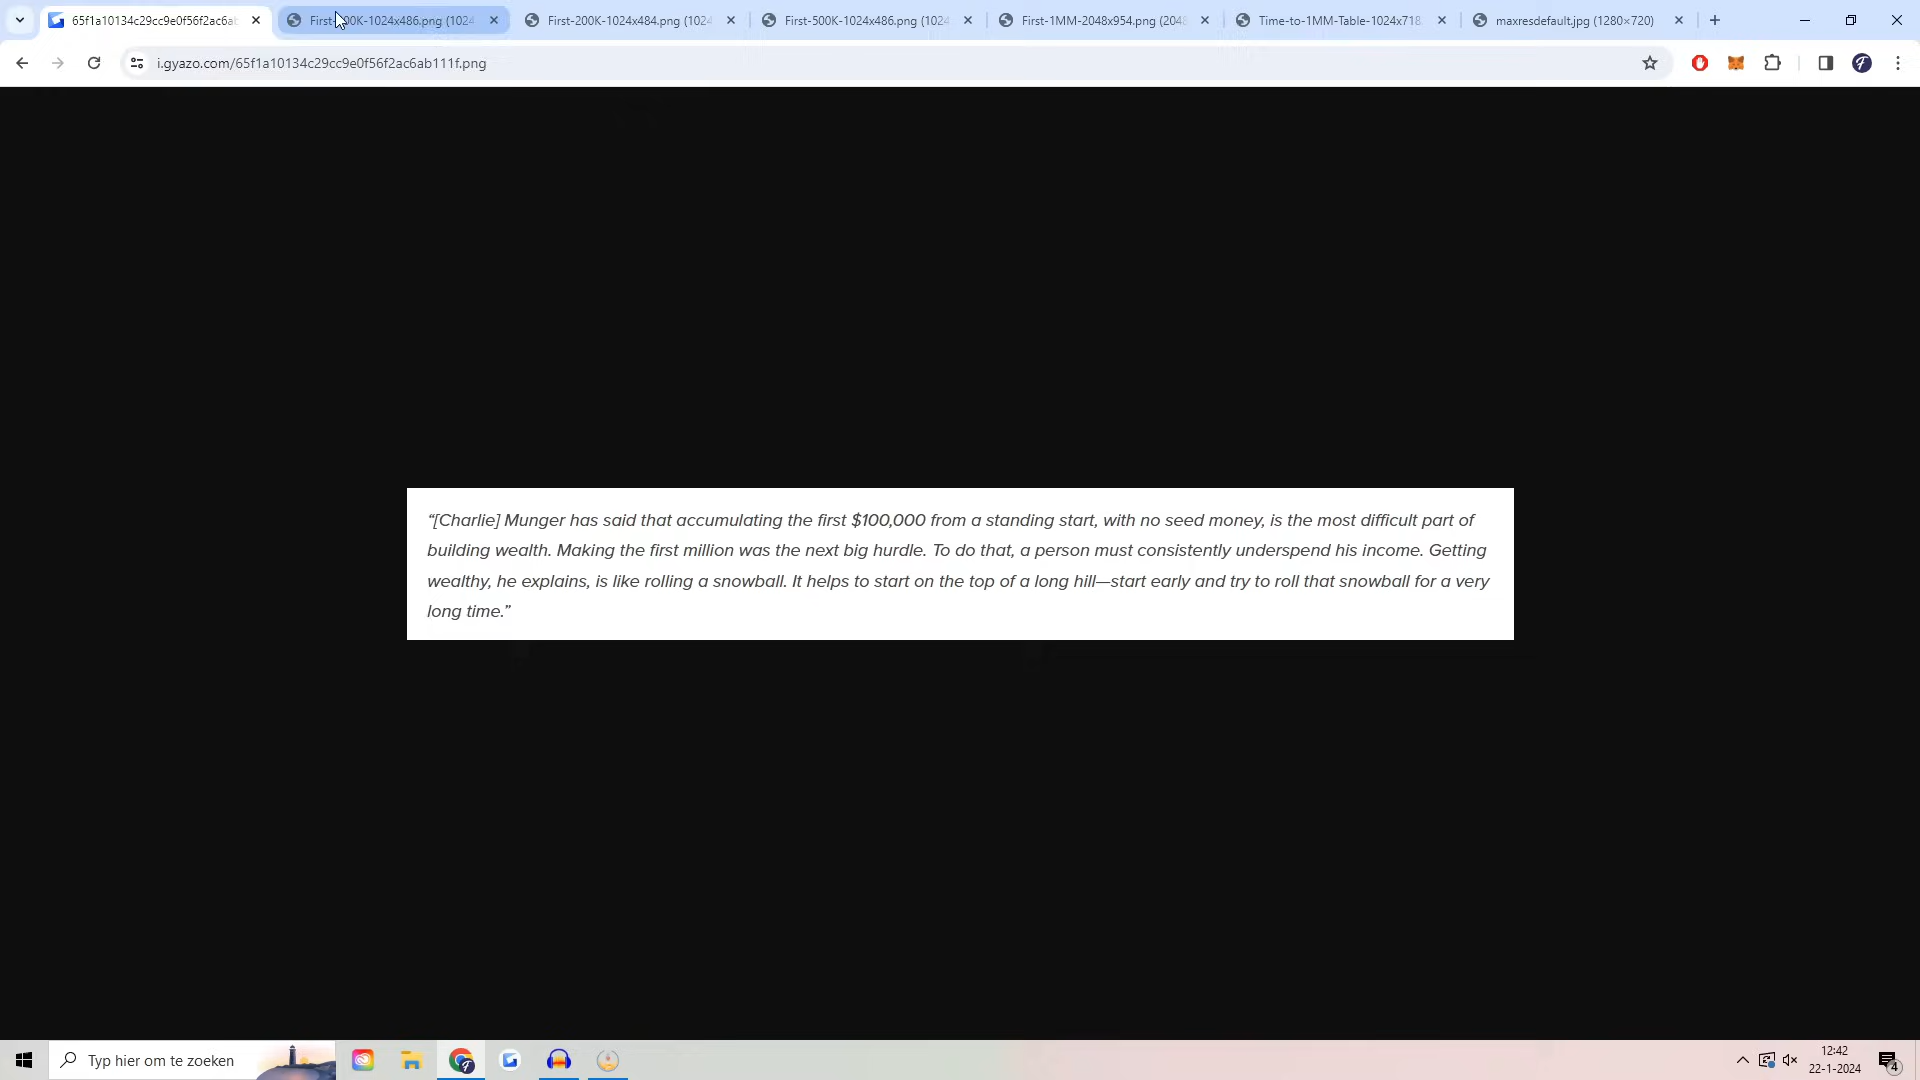 65f1a10134c29cc9e0f56f2ac6ab
First-
00K-1024x486.png (1024
First-200K-1024x484.png (1024
First-500K-1024x486.png (1024
First-1MM-2048x954.png (2048
Time-to-1MM-Table-1024x718.
maxresdefault.jpg (1280×720)
i.gyazo.com/65f1a10134c29cc9e0f56f2ac6ab111f.png
“[Charlie] Munger has said that accumulating the first $100,000 from a standing start, with no seed money, is the most difficult part of
building wealth. Making the first million was the next big hurdle. To do that, a person must consistently underspend his income. Getting
wealthy, he explains, is like rolling a snowball. It helps to start on the top of a long hill—start early and try to roll that snowball for a very
long time.”
Typ hier om te zoeken
12:42
22-1-2024
4